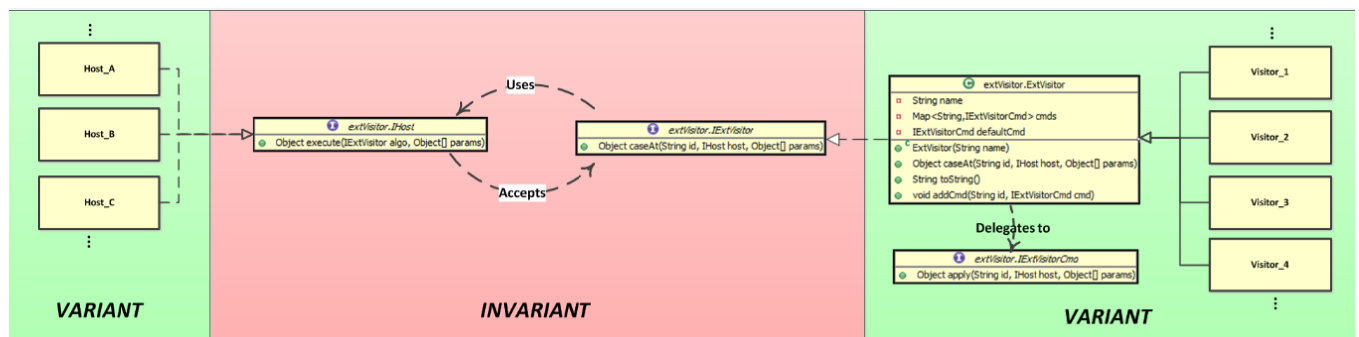 ⋮
Host_A
Host_B
Host_C
⋮
VARIANT
Uses
extVisitor.IHost
Object execute(IExtVisitor algo, Object[] params)
extVisitor.IExtVisitor
Object caseAt(String id, IHost host, Object[] params)
Accepts
INVARIANT
extVisitor.ExtVisitor
String name
Map<String,IExtVisitorCmd> cmds
IExtVisitorCmd defaultCmd
ExtVisitor(String name)
Object caseAt(String id, IHost host, Object[] params)
String toString()
void addCmd(String id, IExtVisitorCmd cmd)
Delegates to
extVisitor.IExtVisitorCmd
Object apply(String id, IHost host, Object[] params)
⋮
Visitor_1
Visitor_2
Visitor_3
Visitor_4
⋮
VARIANT